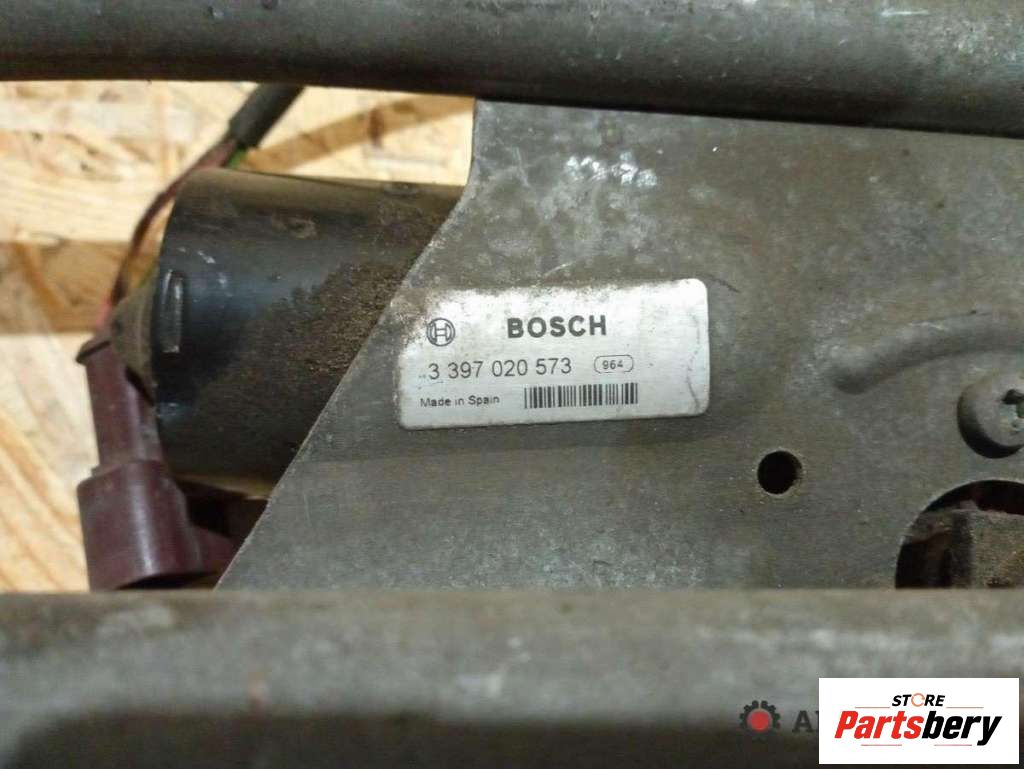 BOSCH
3 397 020 573 964
Made in Spain
STORE
Partsbery